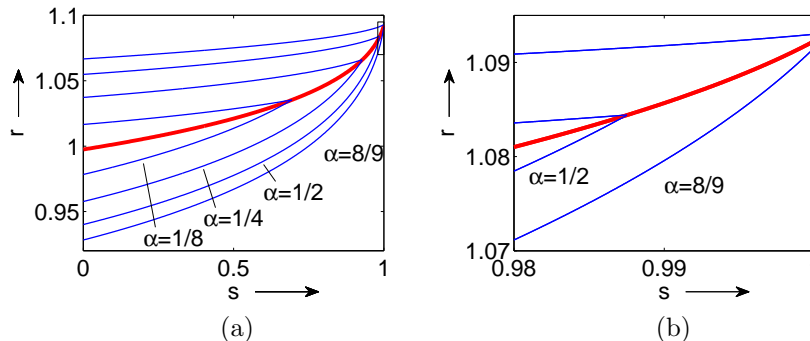 1.1
1.05
1
0.95
r
α=8/9
α=1/2
α=1/4
α=1/8
0
0.5
1
s
(a)
1.09
1.08
1.07
r
α=1/2
α=8/9
0.98
0.99
s
(b)